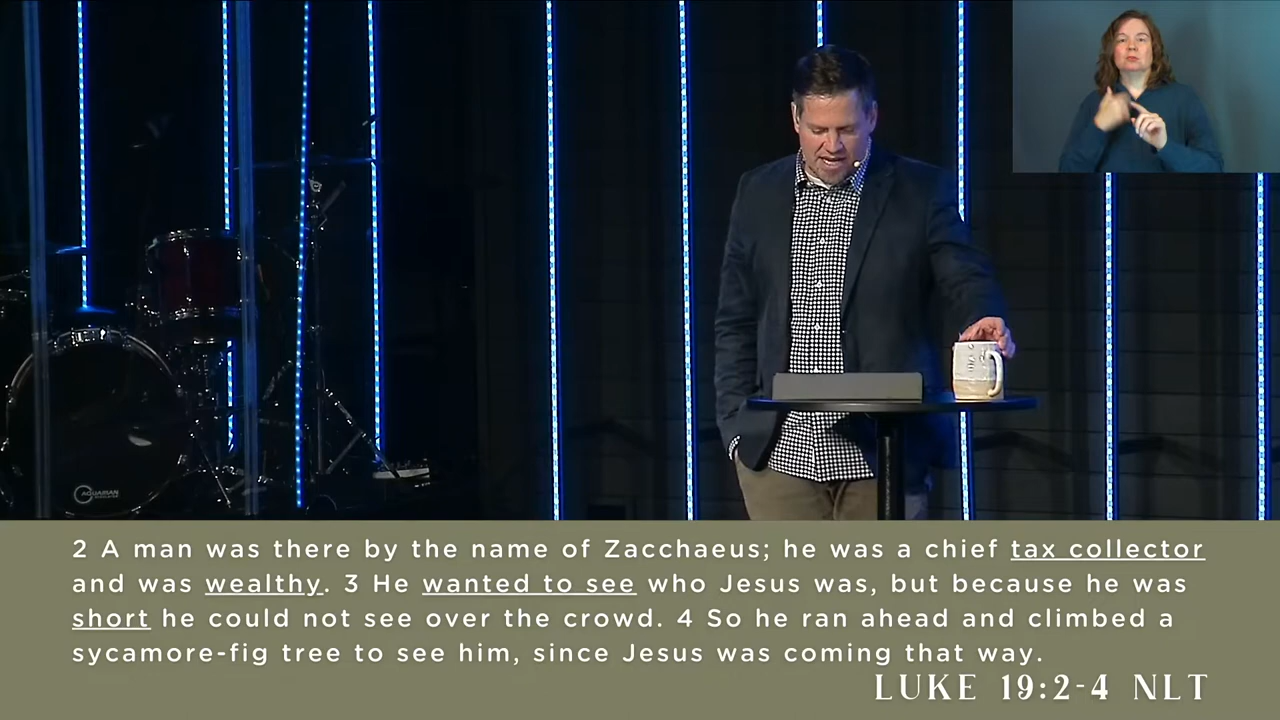 AQUARIAN
2 A man was there by the name of Zacchaeus; he was a chief tax collector
and was wealthy. 3 He wanted to see who Jesus was, but because he was
short he could not see over the crowd. 4 So he ran ahead and climbed a
sycamore-fig tree to see him, since Jesus was coming that way.
LUKE 19:2-4 NLT